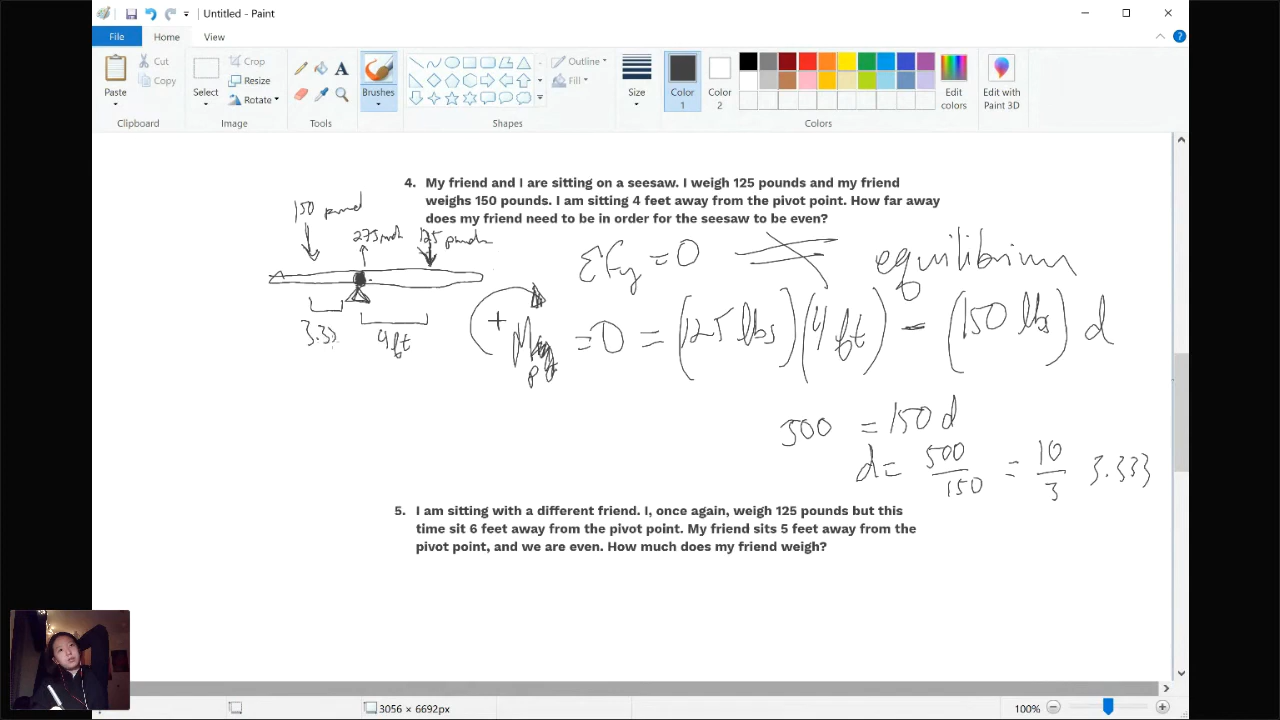 Untitled - Paint
File Home View
Paste
Cut
Copy
Clipboard
Select
Crop
Resize
Rotate
Image
Tools
Brushes
Shapes
Outline
Fill
Size
Color 1
Color 2
Colors
Edit colors
Edit with Paint 3D
4. My friend and I are sitting on a seesaw. I weigh 125 pounds and my friend
weighs 150 pounds. I am sitting 4 feet away from the pivot point. How far away
does my friend need to be in order for the seesaw to be even?
150 pound
125 pounds
3.33
4 ft
ΣFy = 0
equilibrium
+ M = 0 = (125 lbs)(4 ft) - (150 lbs) d
500 = 150 d
d = 500/150 = 10/3 3.333
5. I am sitting with a different friend. I, once again, weigh 125 pounds but this
time sit 6 feet away from the pivot point. My friend sits 5 feet away from the
pivot point, and we are even. How much does my friend weigh?
3056 × 6692px
100%